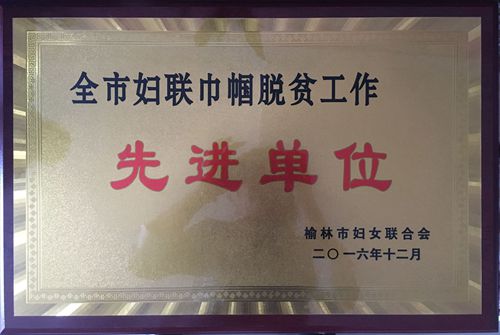 全市妇联巾帼脱贫工作
先进单位
榆林市妇女联合会
二〇一六年十二月